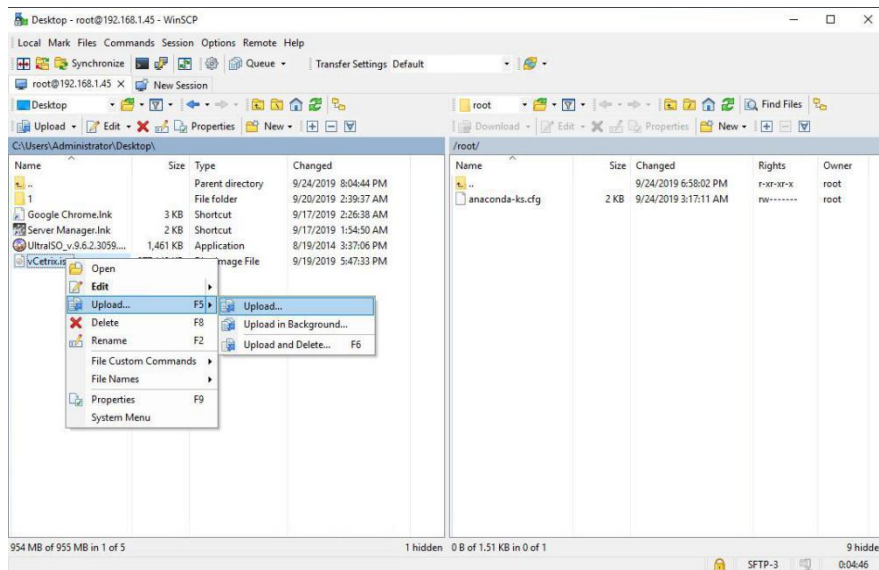 Desktop - root@192.168.1.45 - WinSCP
Local Mark Files Commands Session Options Remote Help
Synchronize Queue Transfer Settings Default
root@192.168.1.45 New Session
Desktop
Upload Edit Properties New
C:\Users\Administrator\Desktop\
Name Size Type Changed
.. Parent directory 9/24/2019 8:04:44 PM
1 File folder 9/20/2019 2:39:37 AM
Google Chrome.lnk 3 KB Shortcut 9/17/2019 2:26:38 AM
Server Manager.lnk 2 KB Shortcut 9/17/2019 1:54:50 AM
UltraISO_v.9.6.2.3059.... 1,461 KB Application 8/19/2014 3:37:06 PM
vCetrix.is mage File 9/19/2019 5:47:33 PM
Open
Edit
Upload... F5
Delete F8
Rename F2
File Custom Commands
File Names
Properties F9
System Menu
Upload...
Upload in Background...
Upload and Delete... F6
root Find Files
Download Edit Properties New
/root/
Name Size Changed Rights Owner
.. 9/24/2019 6:58:02 PM r-xr-xr-x root
anaconda-ks.cfg 2 KB 9/24/2019 3:17:11 AM rw------- root
954 MB of 955 MB in 1 of 5 1 hidden
0 B of 1.51 KB in 0 of 1 9 hidde
SFTP-3 0:04:46